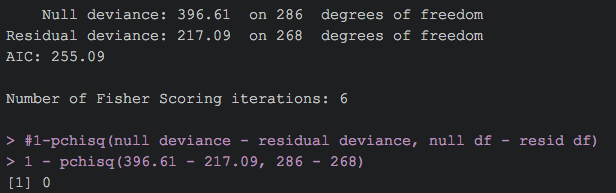 Null deviance: 396.61  on 286  degrees of freedom
Residual deviance: 217.09  on 268  degrees of freedom
AIC: 255.09
Number of Fisher Scoring iterations: 6
> #1-pchisq(null deviance - residual deviance, null df - resid df)
> 1 - pchisq(396.61 - 217.09, 286 - 268)
[1] 0